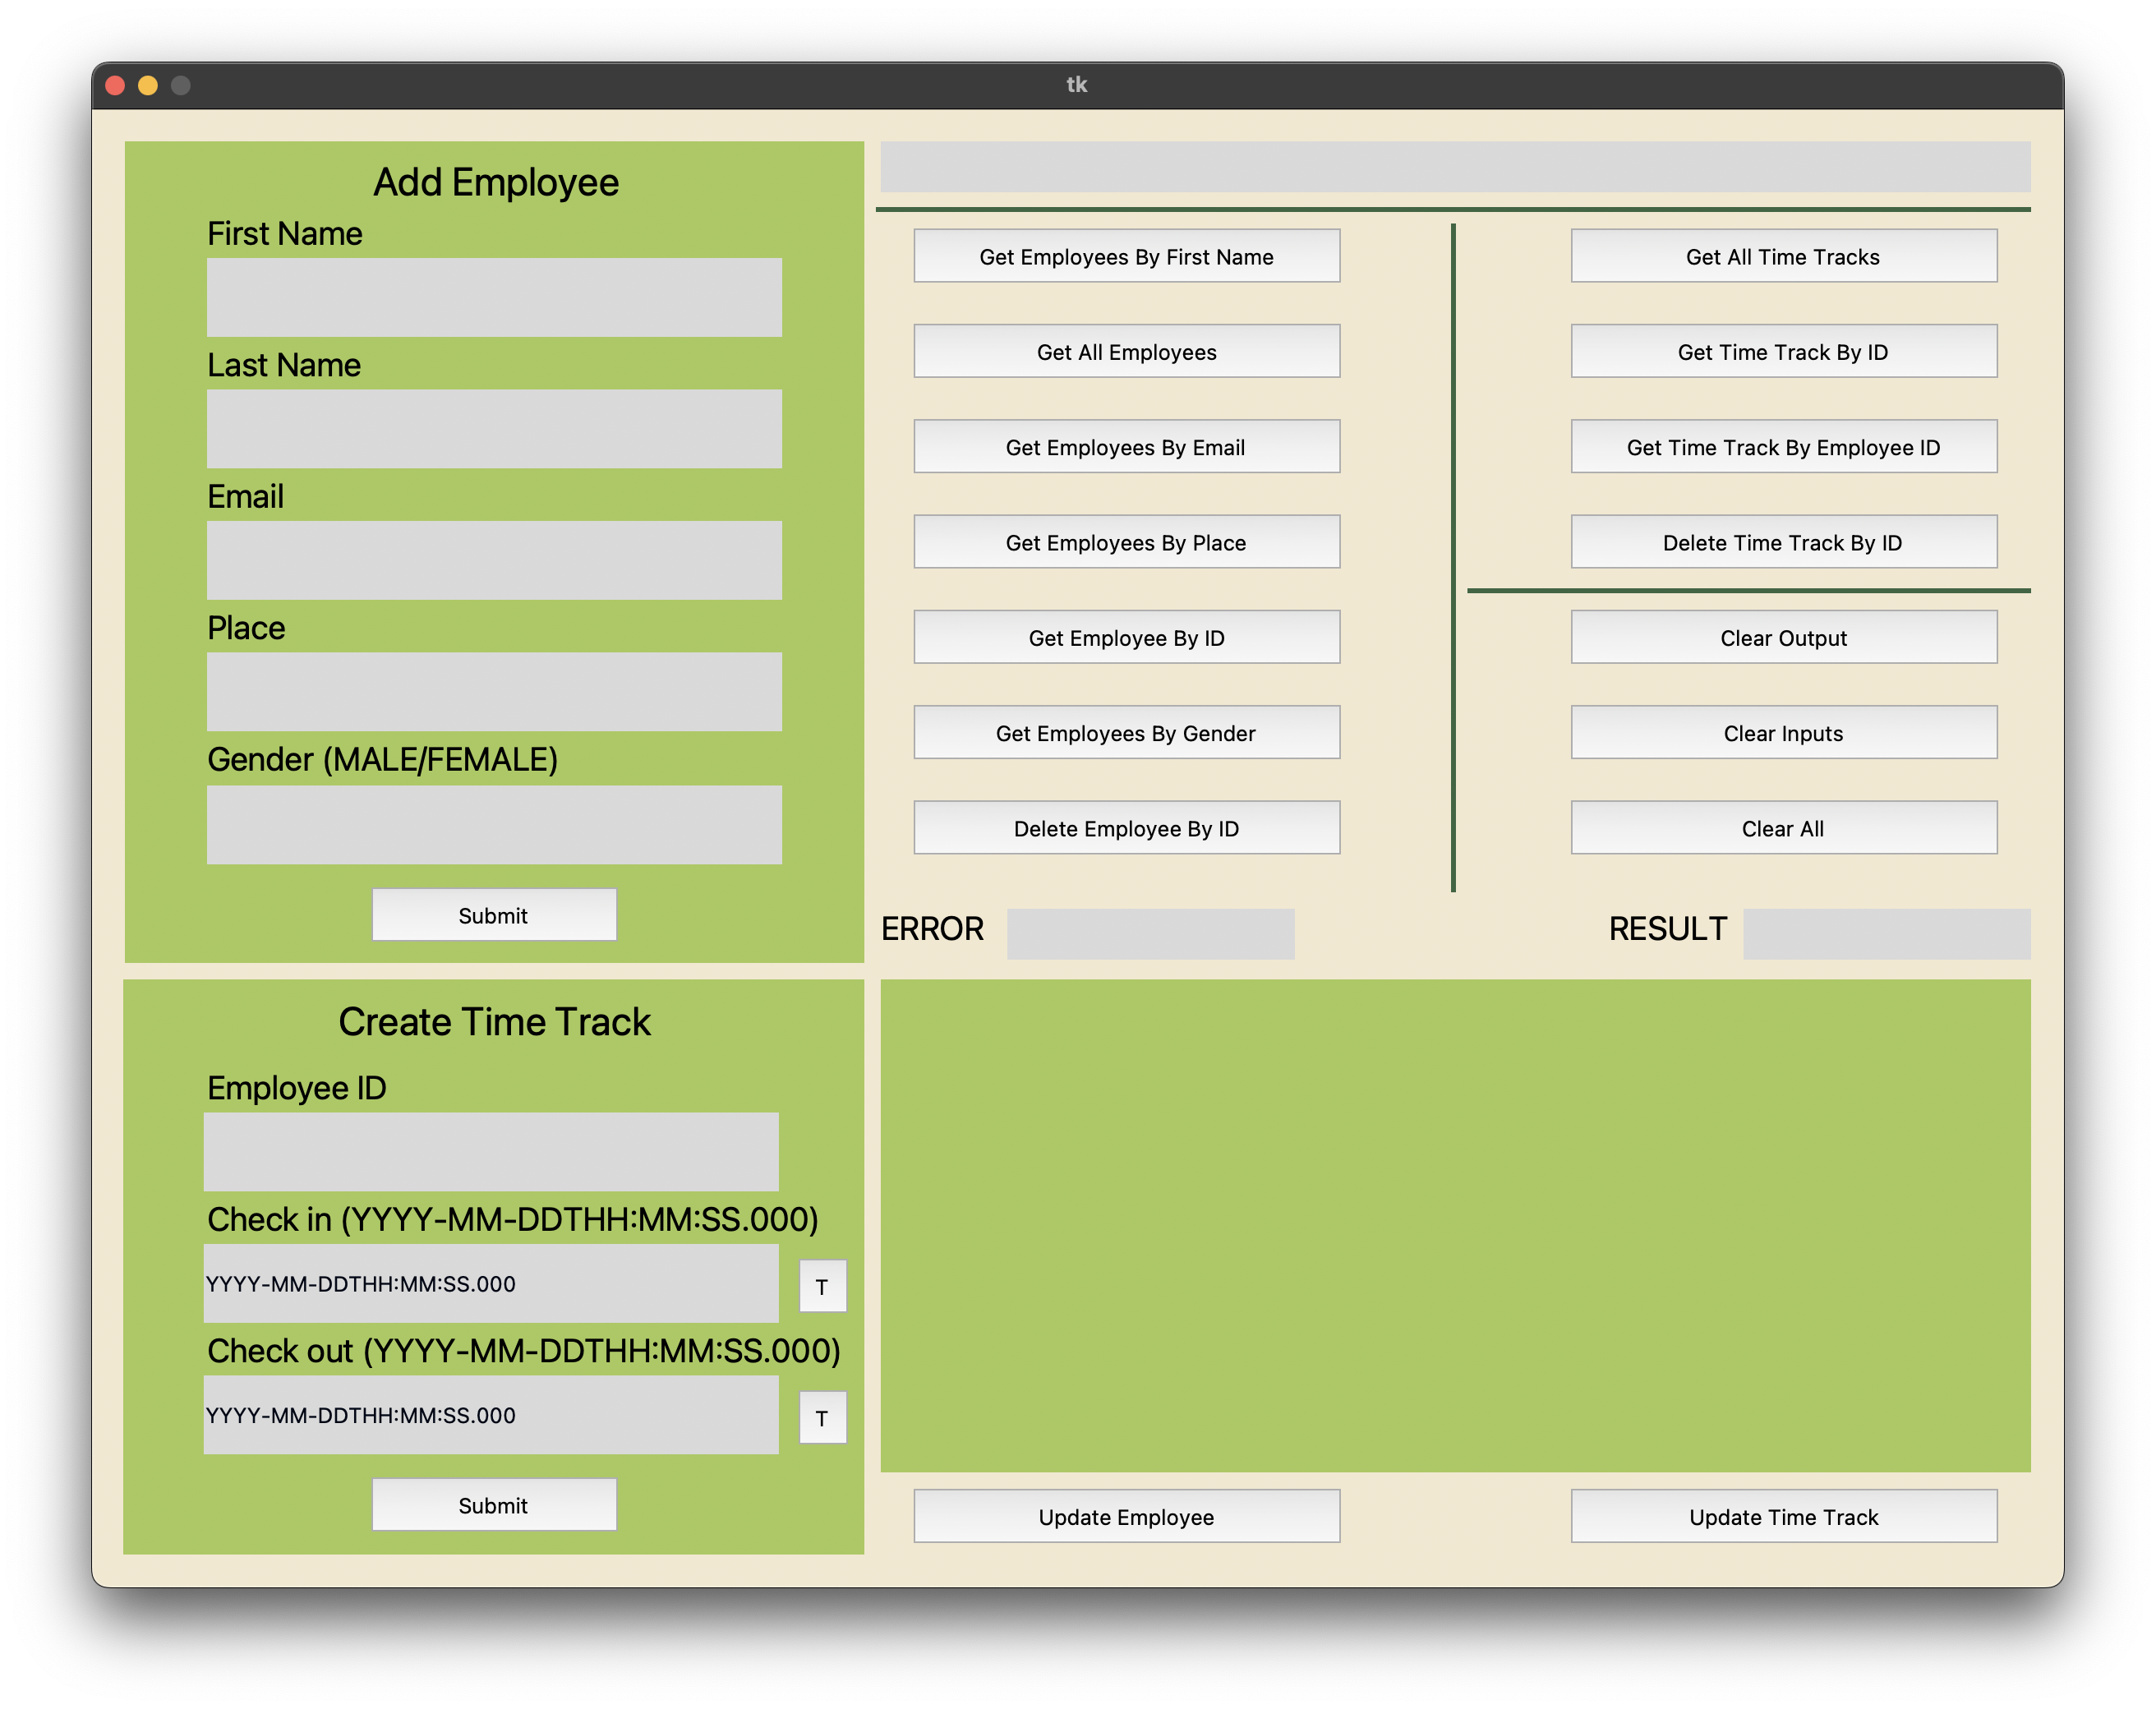 tk
Add Employee
First Name
Last Name
Email
Place
Gender (MALE/FEMALE)
Submit
Get Employees By First Name
Get All Employees
Get Employees By Email
Get Employees By Place
Get Employee By ID
Get Employees By Gender
Delete Employee By ID
Get All Time Tracks
Get Time Track By ID
Get Time Track By Employee ID
Delete Time Track By ID
Clear Output
Clear Inputs
Clear All
ERROR
RESULT
Create Time Track
Employee ID
Check in (YYYY-MM-DDTHH:MM:SS.000)
YYYY-MM-DDTHH:MM:SS.000
T
Check out (YYYY-MM-DDTHH:MM:SS.000)
YYYY-MM-DDTHH:MM:SS.000
T
Submit
Update Employee
Update Time Track